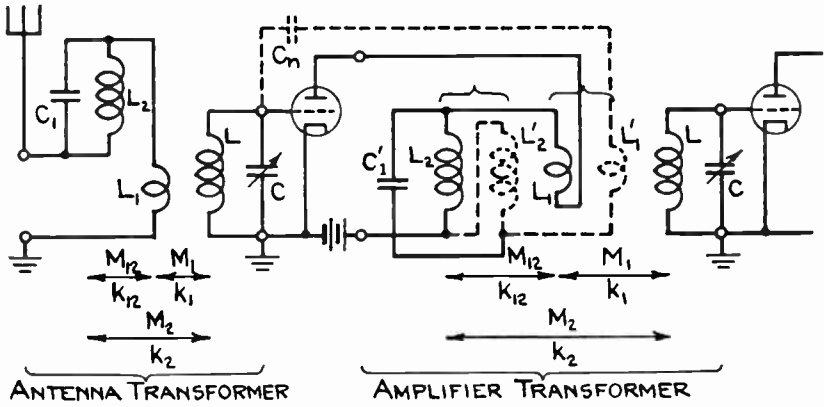 Cn
C1
L2
L1
L
C
C'1
L2
L'2
L1
L'1
L
C
M12
k12
M1
k1
M2
k2
M12
k12
M1
k1
M2
k2
ANTENNA TRANSFORMER
AMPLIFIER TRANSFORMER